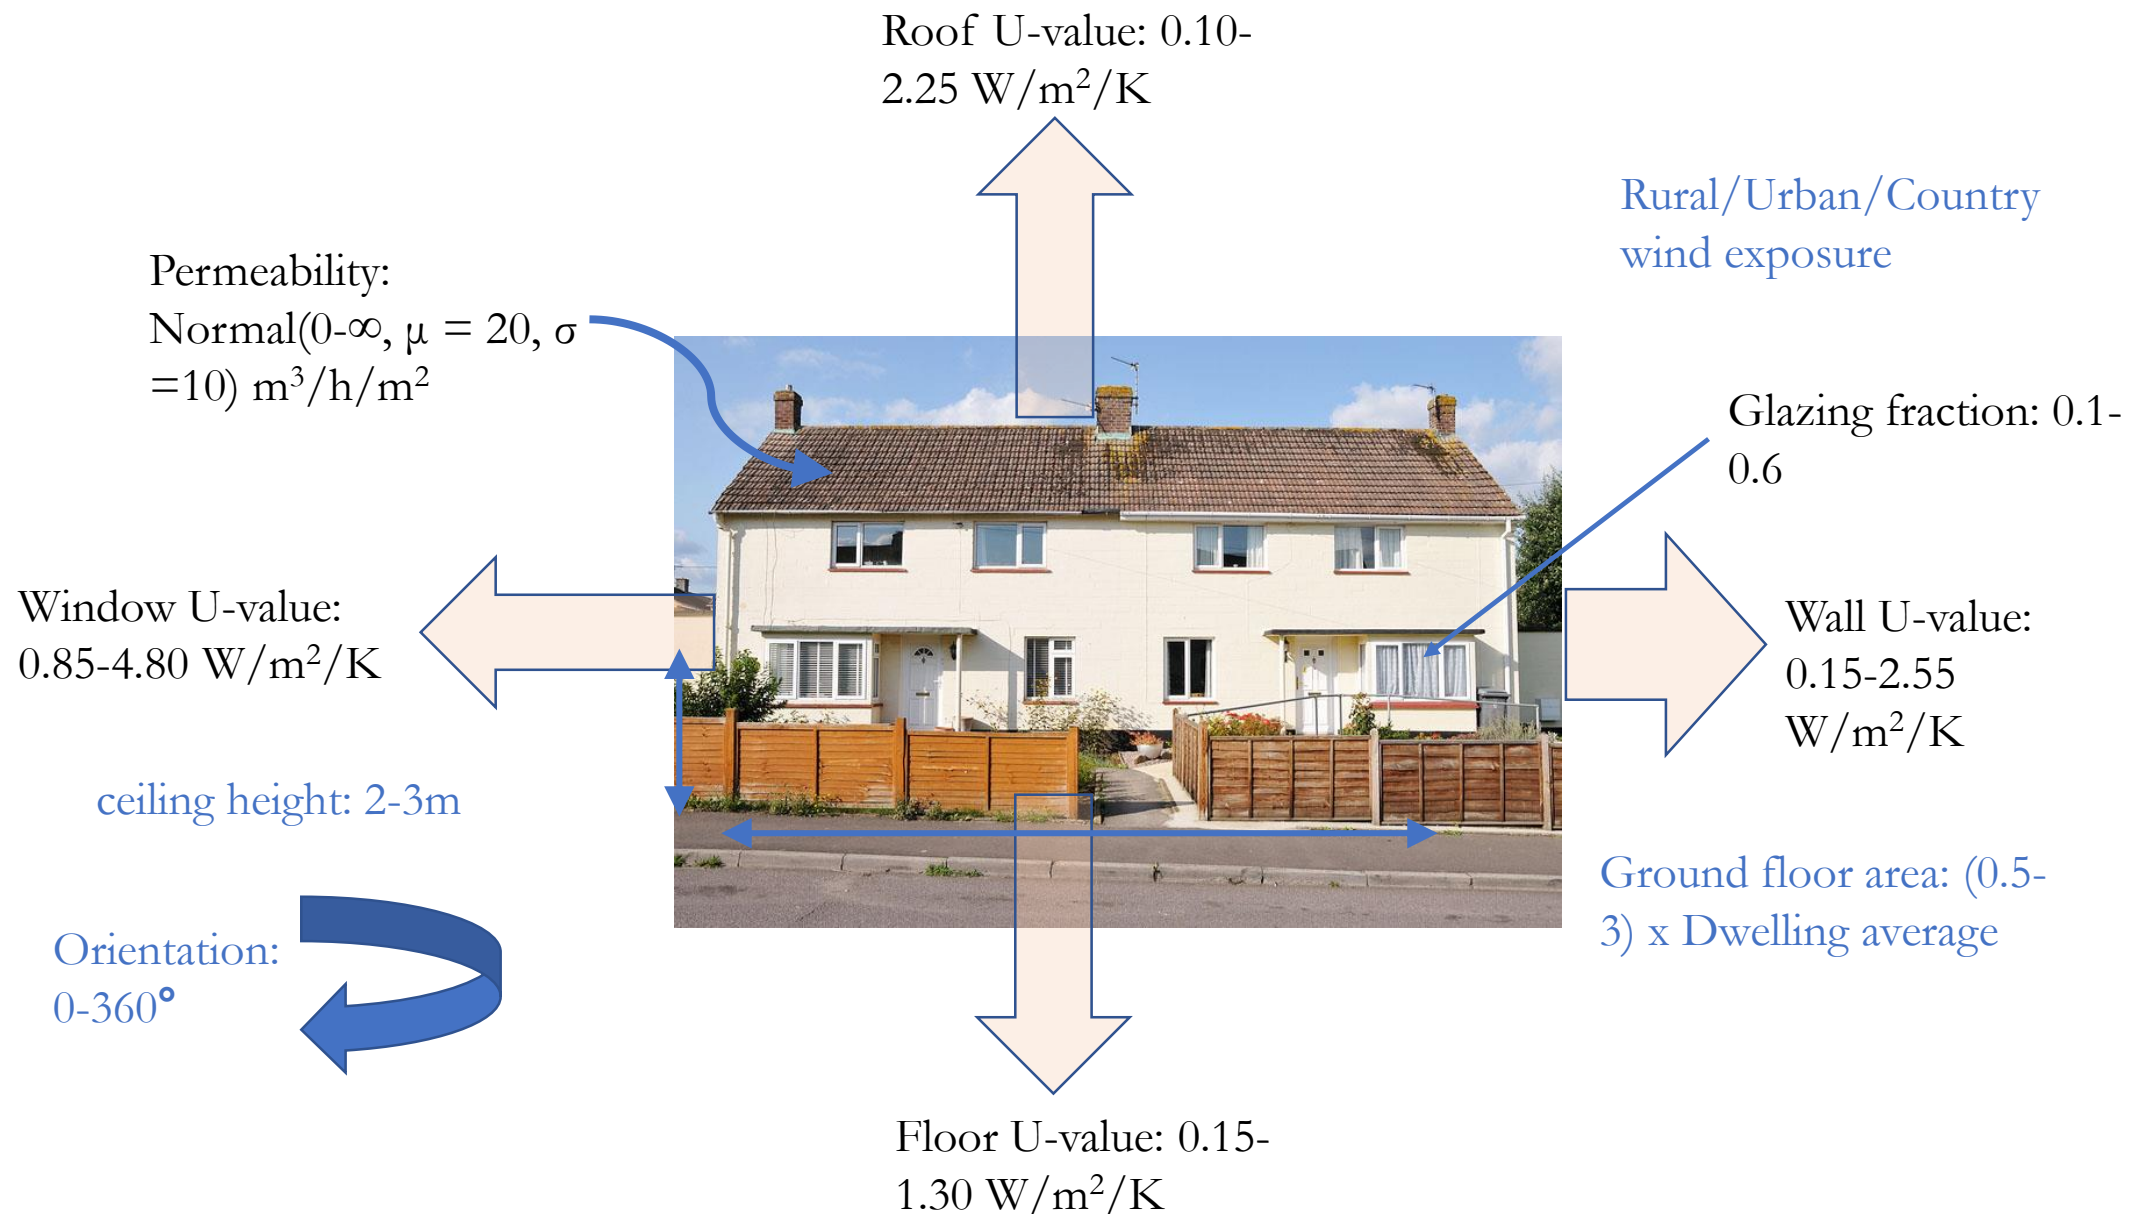 Roof U-value: 0.10-
2.25 W/m²/K
Rural/Urban/Country
wind exposure
Permeability:
Normal(0-∞, μ = 20, σ
=10) m³/h/m²
Glazing fraction: 0.1-
0.6
Window U-value:
0.85-4.80 W/m²/K
Wall U-value:
0.15-2.55
W/m²/K
ceiling height: 2-3m
Ground floor area: (0.5-
3) x Dwelling average
Orientation:
0-360°
Floor U-value: 0.15-
1.30 W/m²/K